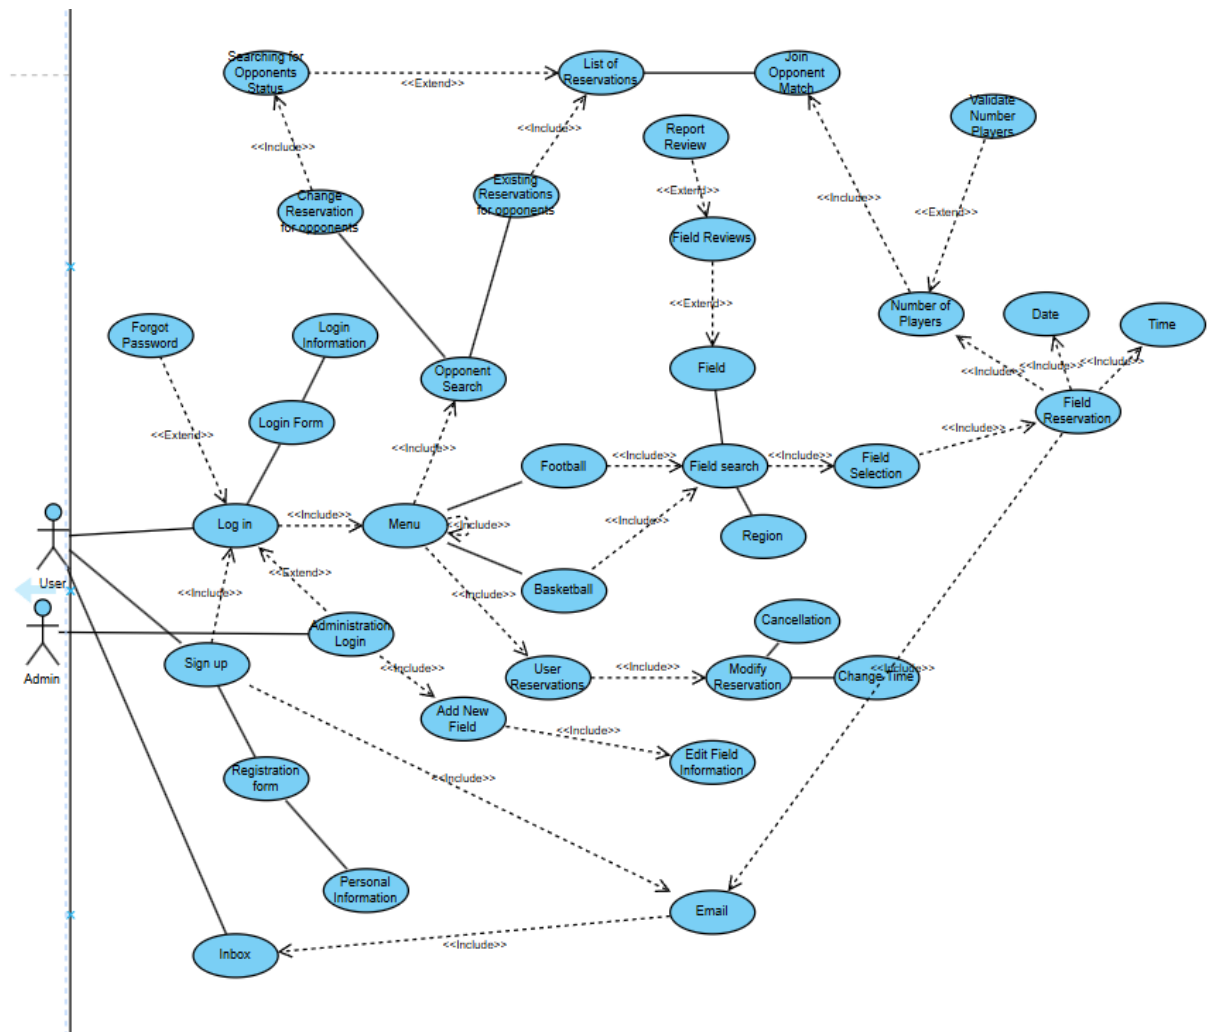 Searching for
Opponents
Status
<<Extend>>
List of
Reservations
Join
Opponent
Match
Validate
Number
Players
<<Include>>
Report
Review
<<Include>>
<<Extend>>
<<Include>>
<<Extend>>
Change
Reservation
for opponents
Existing
Reservations
for opponents
Field Reviews
<<Extend>>
Number of
Players
Date
Time
Forgot
Password
Login
Information
<<Include>>
<<Include>>
<<Include>>
Opponent
Search
Field
Field
Reservation
Login Form
<<Extend>>
<<Include>>
<<Include>>
Football
<<Include>>
Field search
<<Include>>
Field
Selection
Log in
<<Include>>
Menu
<<Include>>
<<Include>>
Region
User
<<Extend>>
<<Include>>
<<Include>>
Basketball
Admin
Administration
Login
Cancellation
Sign up
<<Include>>
User
Reservations
<<Include>>
Modify
Reservation
Change Time
<<Include>>
Add New
Field
<<Include>>
Edit Field
Information
Registration
form
<<Include>>
Personal
Information
Email
Inbox
<<Include>>